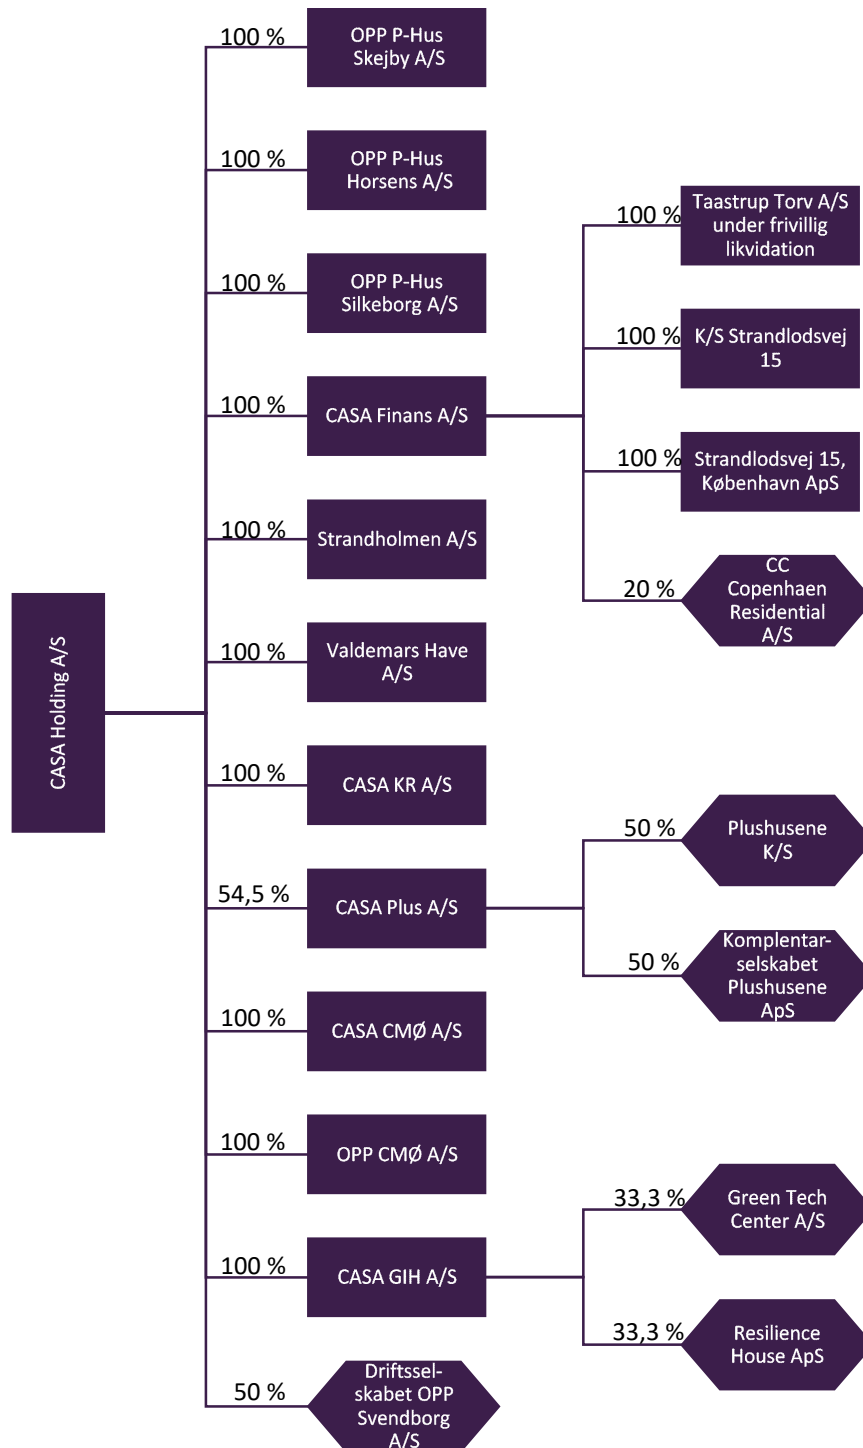 CASA Holding A/S
100 %
OPP P-Hus
Skejby A/S
100 %
OPP P-Hus
Horsens A/S
100 %
OPP P-Hus
Silkeborg A/S
100 %
CASA Finans A/S
100 %
Taastrup Torv A/S
under frivillig
likvidation
100 %
K/S Strandlodsvej
15
100 %
Strandlodsvej 15,
København ApS
20 %
CC
Copenhaen
Residential
A/S
100 %
Strandholmen A/S
100 %
Valdemars Have
A/S
100 %
CASA KR A/S
54,5 %
CASA Plus A/S
50 %
Plushusene
K/S
50 %
Komplentar-
selskabet
Plushusene
ApS
100 %
CASA CMØ A/S
100 %
OPP CMØ A/S
100 %
CASA GIH A/S
33,3 %
Green Tech
Center A/S
33,3 %
Resilience
House ApS
50 %
Driftssel-
skabet OPP
Svendborg
A/S